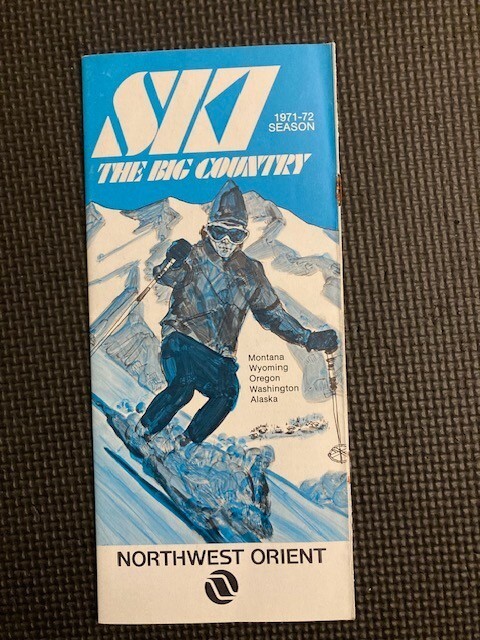 SKI
1971-72
SEASON
THE BIG COUNTRY
Montana
Wyoming
Oregon
Washington
Alaska
NORTHWEST ORIENT